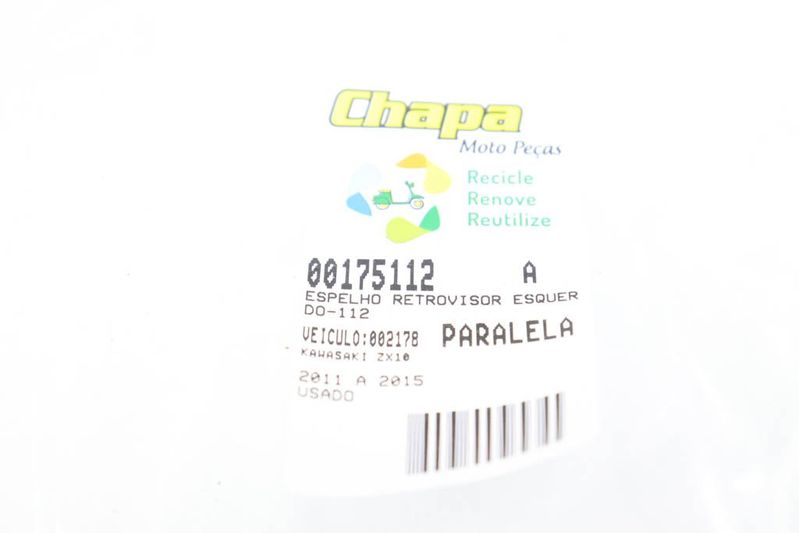 Chapa
Moto Peças
Recicle
Renove
Reutilize
00175112 A
ESPELHO RETROVISOR ESQUER
DO-112
VEICULO:002178 PARALELA
KAWASAKI ZX10
2011 A 2015
USADO